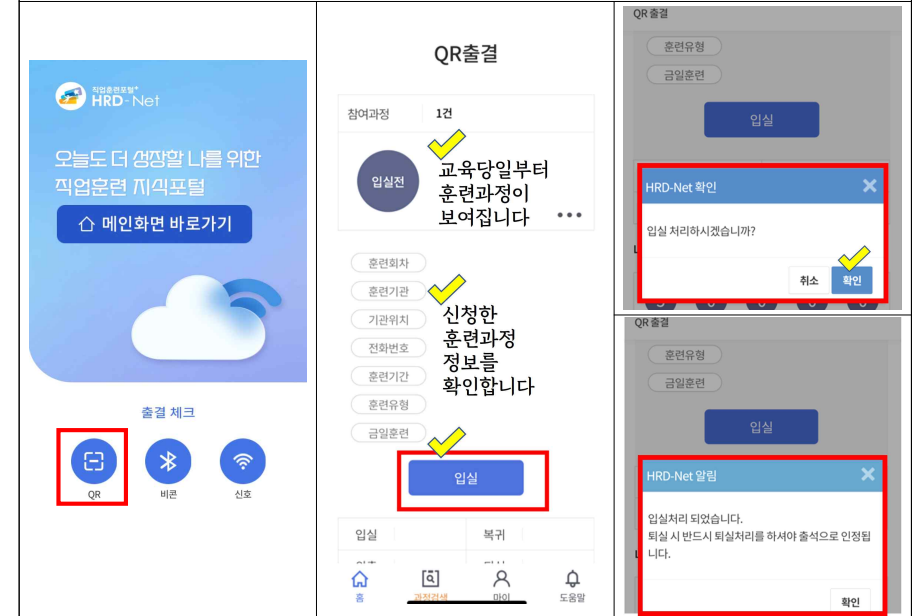 직업훈련포털+
HRD-Net
오늘도 더 성장할 나를 위한
직업훈련 지식포털
메인화면 바로가기
출결 체크
QR
비콘
신호
QR출결
참여과정
1건
입실전
교육당일부터
훈련과정이
보여집니다
훈련회차
훈련기관
기관위치
전화번호
훈련기간
훈련유형
금일훈련
신청한
훈련과정
정보를
확인합니다
입실
입실
복귀
홈
과정검색
마이
도움말
QR 출결
훈련유형
금일훈련
입실
HRD-Net 확인
입실 처리하시겠습니까?
취소
확인
QR 출결
훈련유형
금일훈련
입실
HRD-Net 알림
입실처리 되었습니다.
퇴실 시 반드시 퇴실처리를 하셔야 출석으로 인정됩
니다.
확인